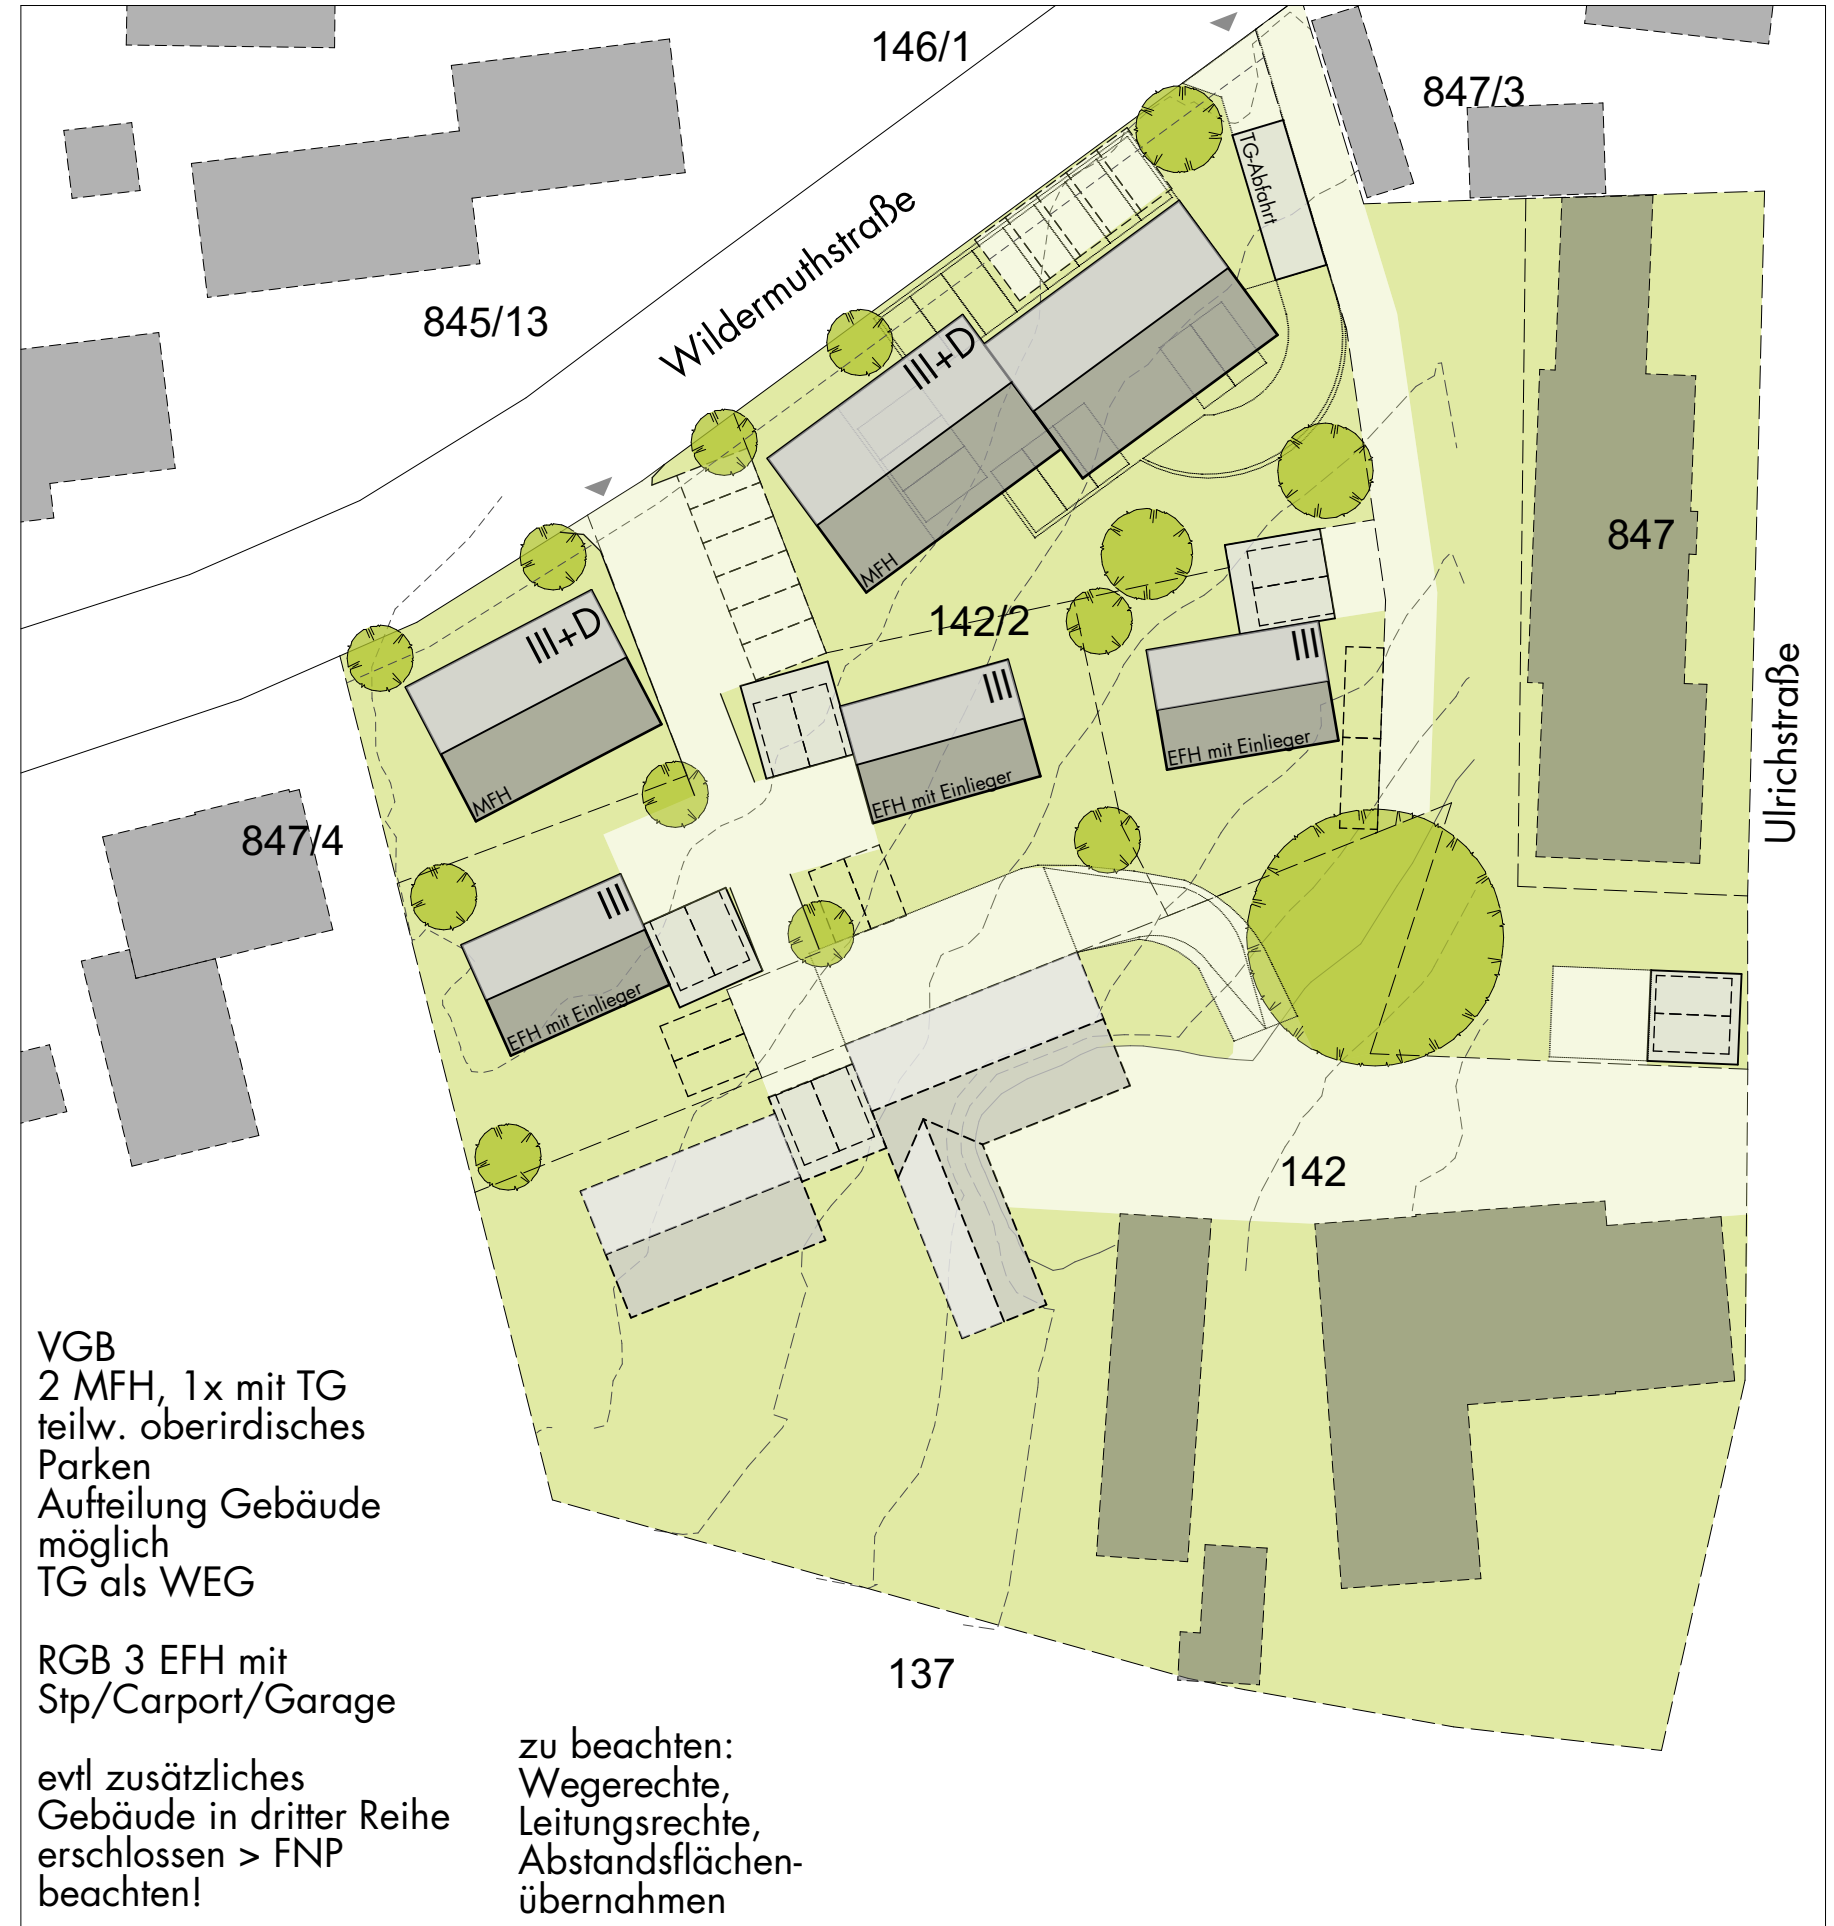 146/1
847/3
TG-Abfahrt
Wildermuthstraße
845/13
III+D
847
MFH
142/2
III+D
III
III
Ulrichstraße
EFH mit Einlieger
EFH mit Einlieger
MFH
847/4
III
EFH mit Einlieger
142
VGB
2 MFH, 1x mit TG
teilw. oberirdisches
Parken
Aufteilung Gebäude
möglich
TG als WEG
RGB 3 EFH mit
Stp/Carport/Garage
evtl zusätzliches
Gebäude in dritter Reihe
erschlossen > FNP
beachten!
137
zu beachten:
Wegerechte,
Leitungsrechte,
Abstandsflächen-
übernahmen